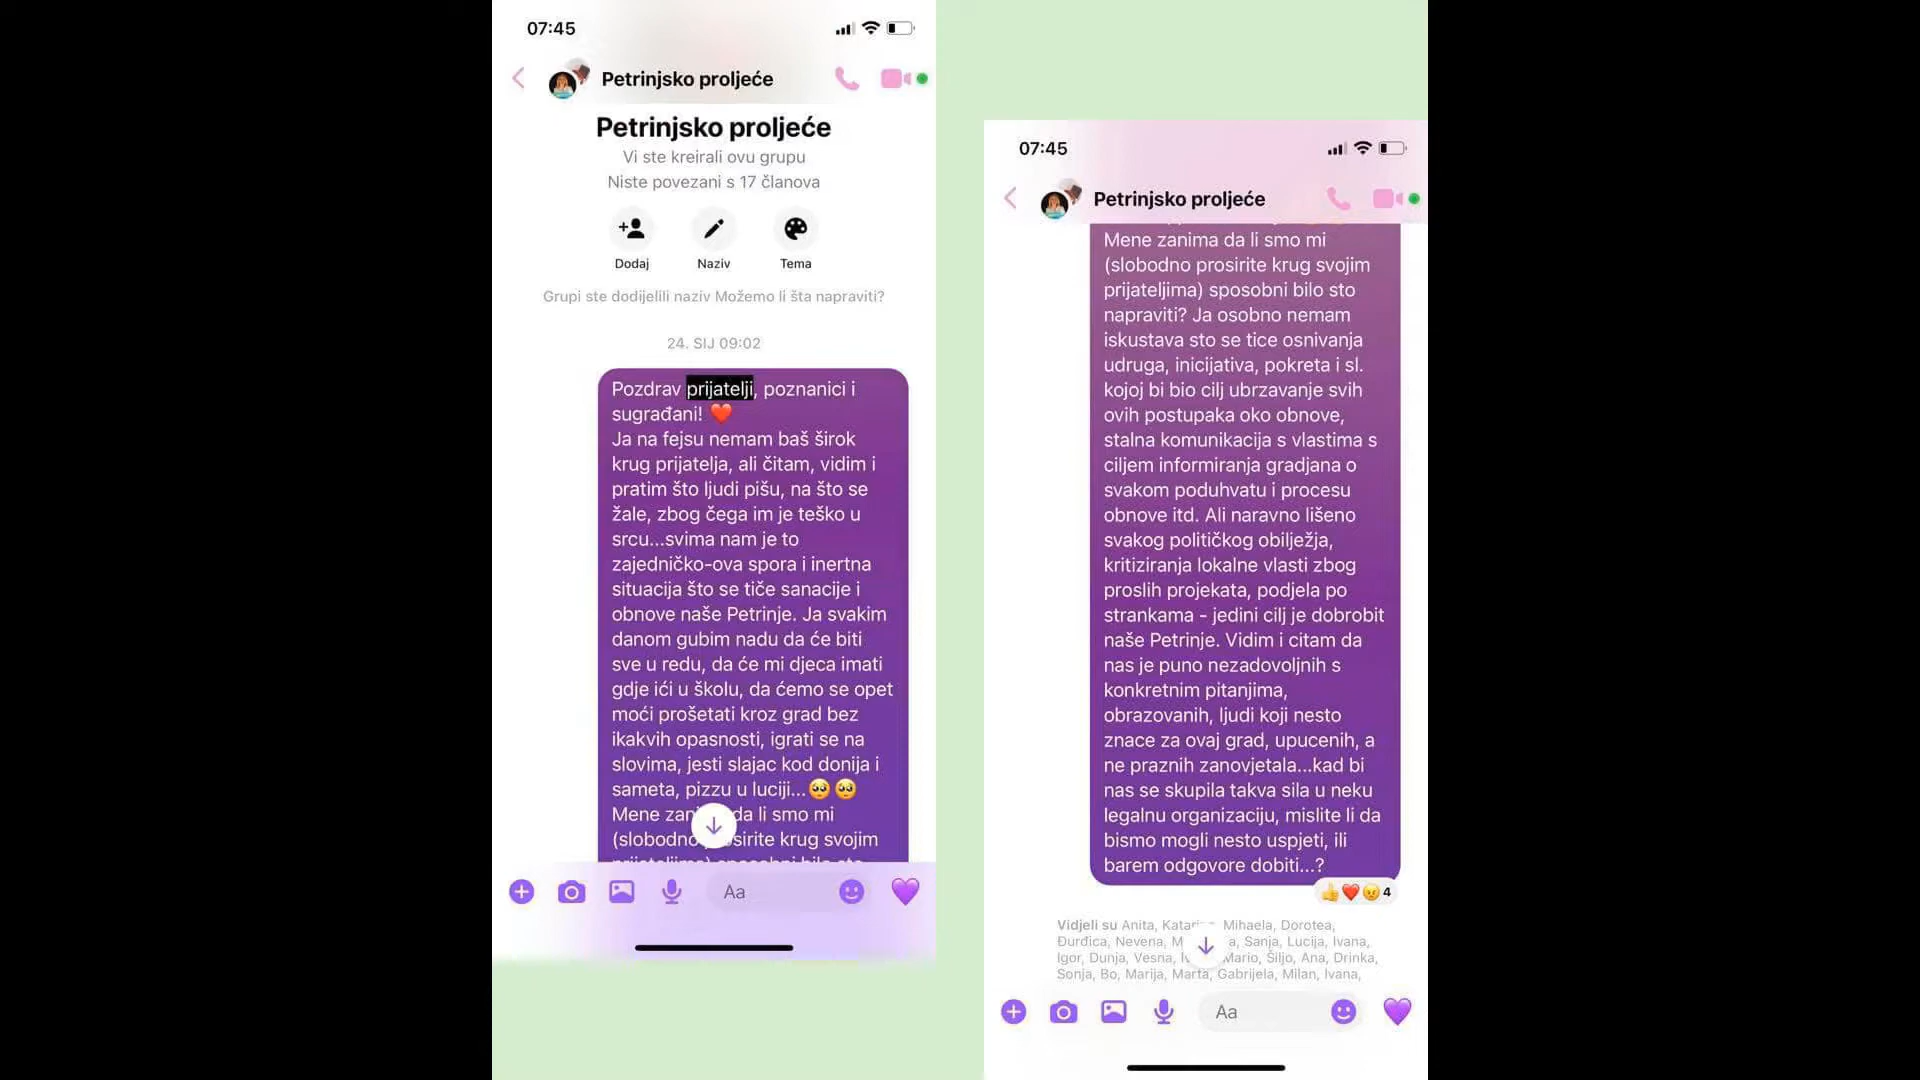 07:45
Petrinjsko proljeće
Petrinjsko proljeće
Vi ste kreirali ovu grupu
Niste povezani s 17 članova
Dodaj
Naziv
Tema
Grupi ste dodijelili naziv Možemo li šta napraviti?
24. SIJ 09:02
Pozdrav prijatelji, poznanici i
sugrađani! ❤️
Ja na fejsu nemam baš širok
krug prijatelja, ali čitam, vidim i
pratim što ljudi pišu, na što se
žale, zbog čega im je teško u
srcu...svima nam je to
zajedničko-ova spora i inertna
situacija što se tiče sanacije i
obnove naše Petrinje. Ja svakim
danom gubim nadu da će biti
sve u redu, da će mi djeca imati
gdje ići u školu, da ćemo se opet
moći prošetati kroz grad bez
ikakvih opasnosti, igrati se na
slovima, jesti slajac kod donija i
sameta, pizzu u luciji...🥺🥺
Mene da li smo mi
krug svojim
Aa
07:45
Petrinjsko proljeće
Mene zanima da li smo mi
(slobodno prosirite krug svojim
prijateljima) sposobni bilo sto
napraviti? Ja osobno nemam
iskustava sto se tice osnivanja
udruga, inicijativa, pokreta i sl.
kojoj bi bio cilj ubrzavanje svih
ovih postupaka oko obnove,
stalna komunikacija s vlastima s
ciljem informiranja gradjana o
svakom poduhvatu i procesu
obnove itd. Ali naravno lišeno
svakog političkog obilježja,
kritiziranja lokalne vlasti zbog
proslih projekata, podjela po
strankama - jedini cilj je dobrobit
naše Petrinje. Vidim i citam da
nas je puno nezadovoljnih s
konkretnim pitanjima,
obrazovanih, ljudi koji nesto
znace za ovaj grad, upucenih, a
ne praznih zanovjetala...kad bi
nas se skupila takva sila u neku
legalnu organizaciju, mislite li da
bismo mogli nesto uspjeti, ili
barem odgovore dobiti...?
👍❤️😠 4
Vidjeli su Anita, Mihaela, Dorotea,
Đurđica, Nevena, Sanja, Lucija, Ivana,
Igor, Dunja, Vesna, Mario, Šiljo, Ana, Drinka,
Sonja, Bo, Marija, Marta, Gabrijela, Milan, Ivana,
Aa